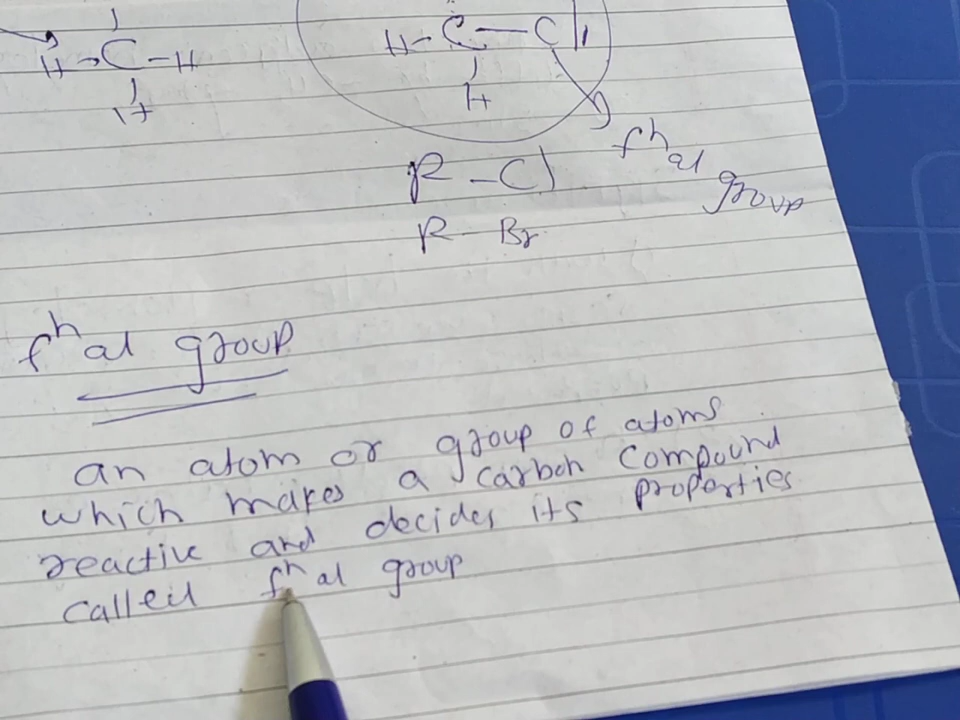 H-C-H
H
H-C-Cl
H
fⁿal group
R-Cl
R-Br
fⁿal group
an atom or group of atoms
which makes a carbon compound
reactive and decides its properties
called fⁿal group